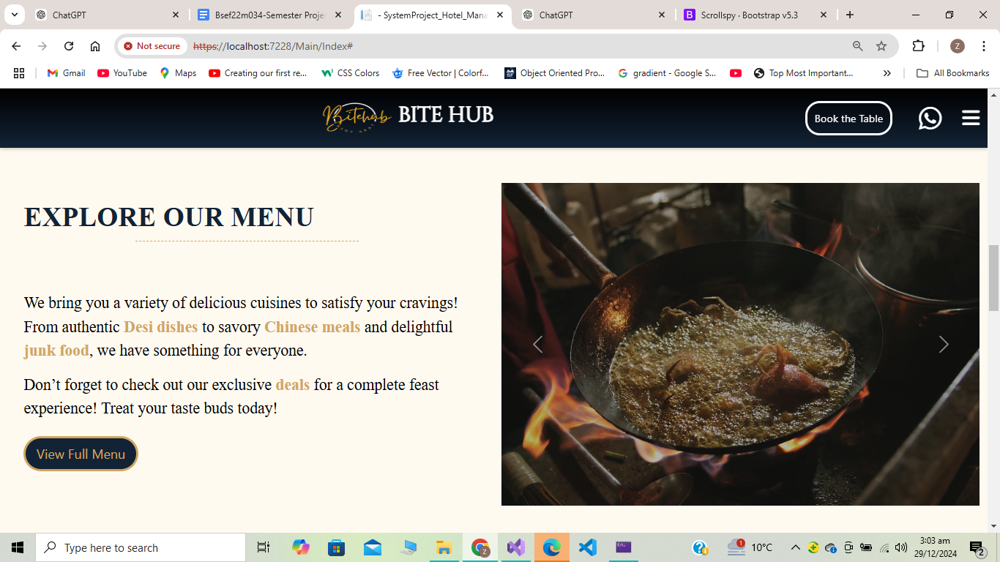 ChatGPT
Bsef22m034-Semester Proje
- SystemProject_Hotel_Mana
ChatGPT
Scrollspy · Bootstrap v5.3
Not secure
https://localhost:7228/Main/Index#
Z
Gmail
YouTube
Maps
Creating our first re...
CSS Colors
Free Vector | Colorf...
Object Oriented Pro...
gradient - Google S...
Top Most Important...
All Bookmarks
Bitehub
BITE HUB
Book the Table
EXPLORE OUR MENU
We bring you a variety of delicious cuisines to satisfy your cravings!
From authentic Desi dishes to savory Chinese meals and delightful
junk food, we have something for everyone.
Don’t forget to check out our exclusive deals for a complete feast
experience! Treat your taste buds today!
View Full Menu
Type here to search
Z
1
10°C
3:03 am
29/12/2024
2